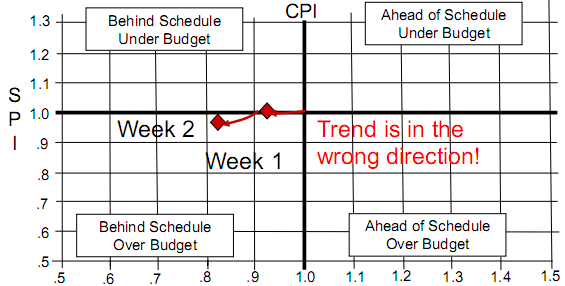 CPI
1.3
Behind Schedule
Under Budget
Ahead of Schedule
Under Budget
1.2
1.1
S
P
I
1.0
Week 2
Trend is in the
wrong direction!
.9
Week 1
.8
.7
Behind Schedule
Over Budget
Ahead of Schedule
Over Budget
.6
.5
.5 .6 .7 .8 .9 1.0 1.1 1.2 1.3 1.4 1.5